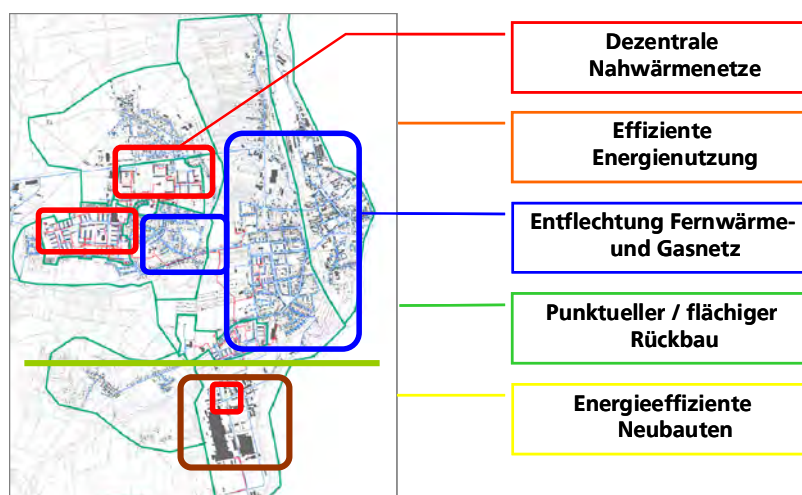 Dezentrale
Nahwärmenetze
Effiziente
Energienutzung
Entflechtung Fernwärme-
und Gasnetz
Punktueller / flächiger
Rückbau
Energieeffiziente
Neubauten